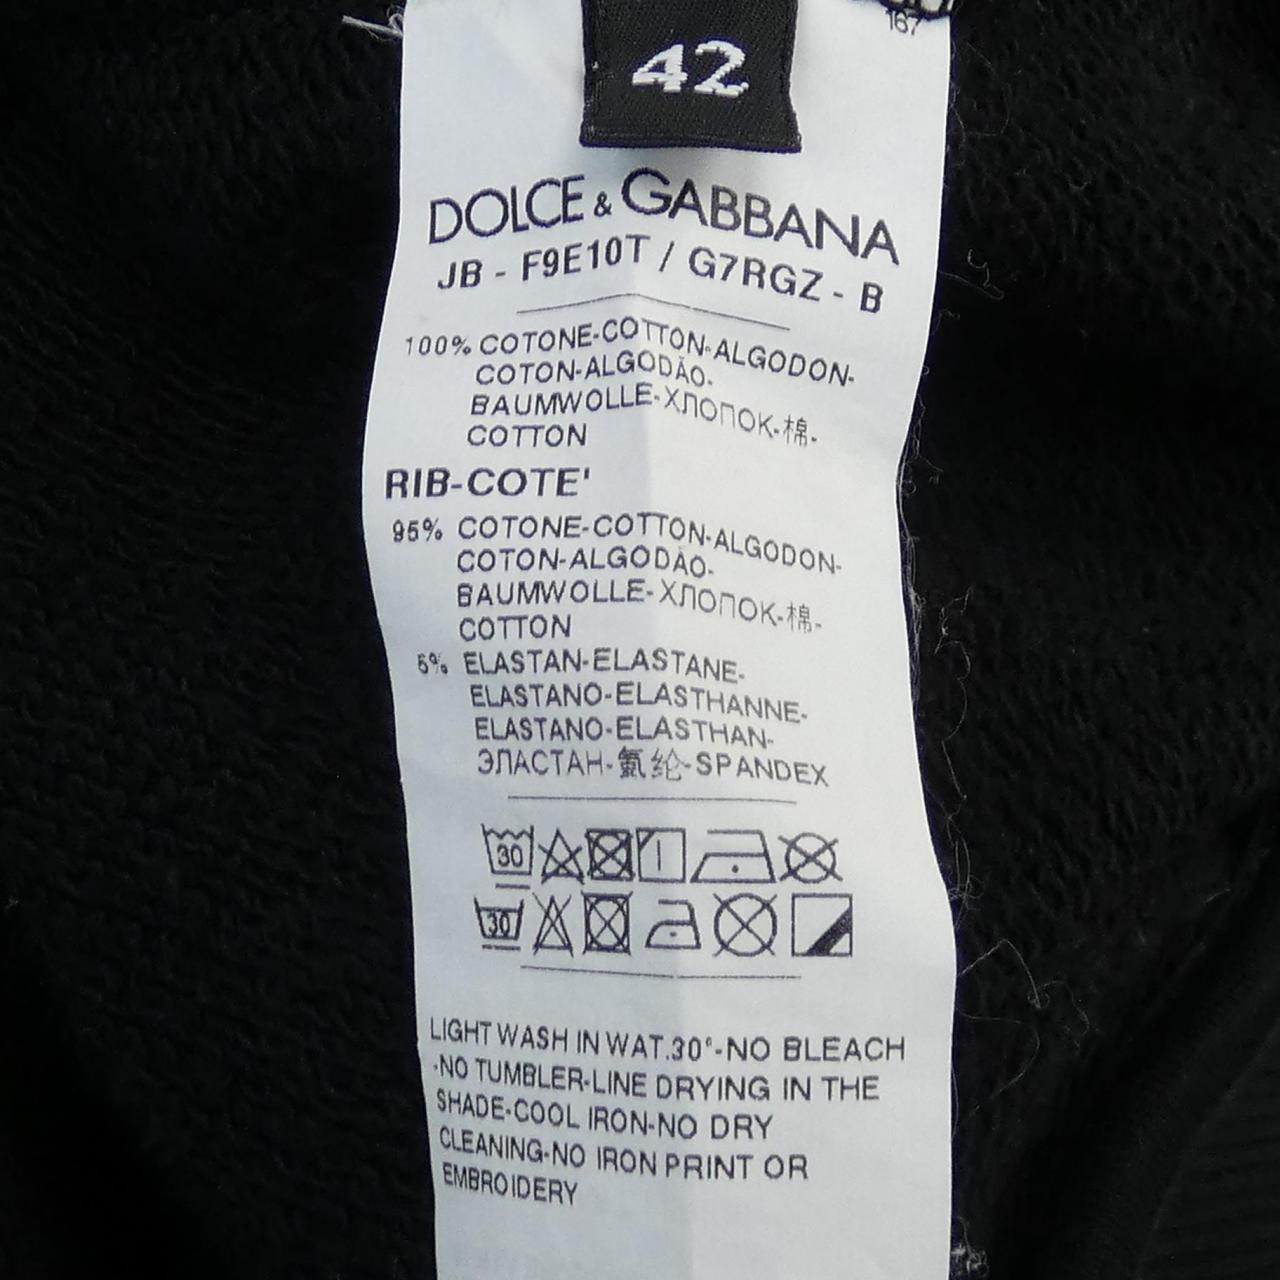 167
42
DOLCE & GABBANA
JB - F9E10T / G7RGZ - B
100% COTONE-COTTON-ALGODON-
COTON-ALGODÃO-
BAUMWOLLE-ХЛОПОК-棉-
COTTON
RIB-COTE'
95% COTONE-COTTON-ALGODON-
COTON-ALGODÃO-
BAUMWOLLE-ХЛОПОК-棉-
COTTON
5% ELASTAN-ELASTANE-
ELASTANO-ELASTHANNE-
ELASTANO-ELASTHAN-
ЭЛАСТАН-氨纶-SPANDEX
30
30
LIGHT WASH IN WAT.30°-NO BLEACH
-NO TUMBLER-LINE DRYING IN THE
SHADE-COOL IRON-NO DRY
CLEANING-NO IRON PRINT OR
EMBROIDERY